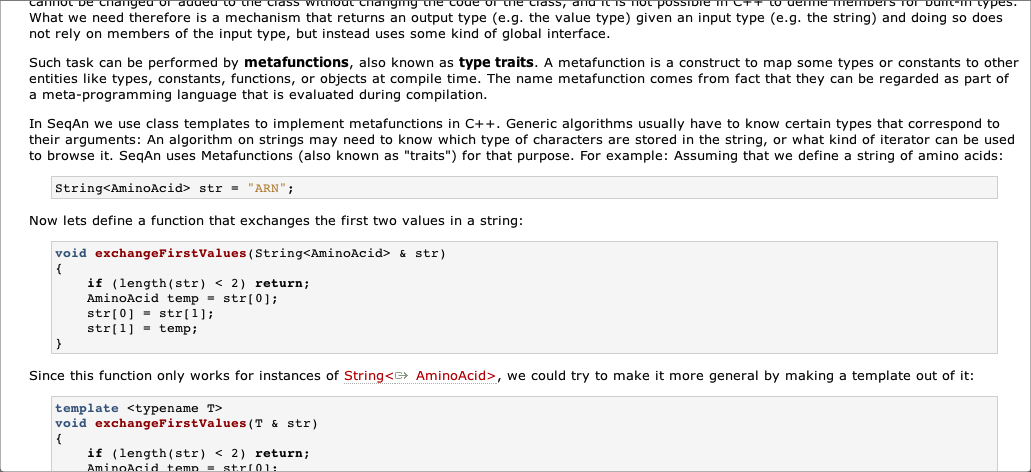 cannot be changed or added to the class without changing the code of the class, and it is not possible in C++ to define members for built-in types.
What we need therefore is a mechanism that returns an output type (e.g. the value type) given an input type (e.g. the string) and doing so does
not rely on members of the input type, but instead uses some kind of global interface.
Such task can be performed by metafunctions, also known as type traits. A metafunction is a construct to map some types or constants to other
entities like types, constants, functions, or objects at compile time. The name metafunction comes from fact that they can be regarded as part of
a meta-programming language that is evaluated during compilation.
In SeqAn we use class templates to implement metafunctions in C++. Generic algorithms usually have to know certain types that correspond to
their arguments: An algorithm on strings may need to know which type of characters are stored in the string, or what kind of iterator can be used
to browse it. SeqAn uses Metafunctions (also known as "traits") for that purpose. For example: Assuming that we define a string of amino acids:
String<AminoAcid> str = "ARN";
Now lets define a function that exchanges the first two values in a string:
void exchangeFirstValues(String<AminoAcid> & str)
{
    if (length(str) < 2) return;
    AminoAcid temp = str[0];
    str[0] = str[1];
    str[1] = temp;
}
Since this function only works for instances of String< AminoAcid>, we could try to make it more general by making a template out of it:
template <typename T>
void exchangeFirstValues(T & str)
{
    if (length(str) < 2) return;
    AminoAcid temp = str[0];